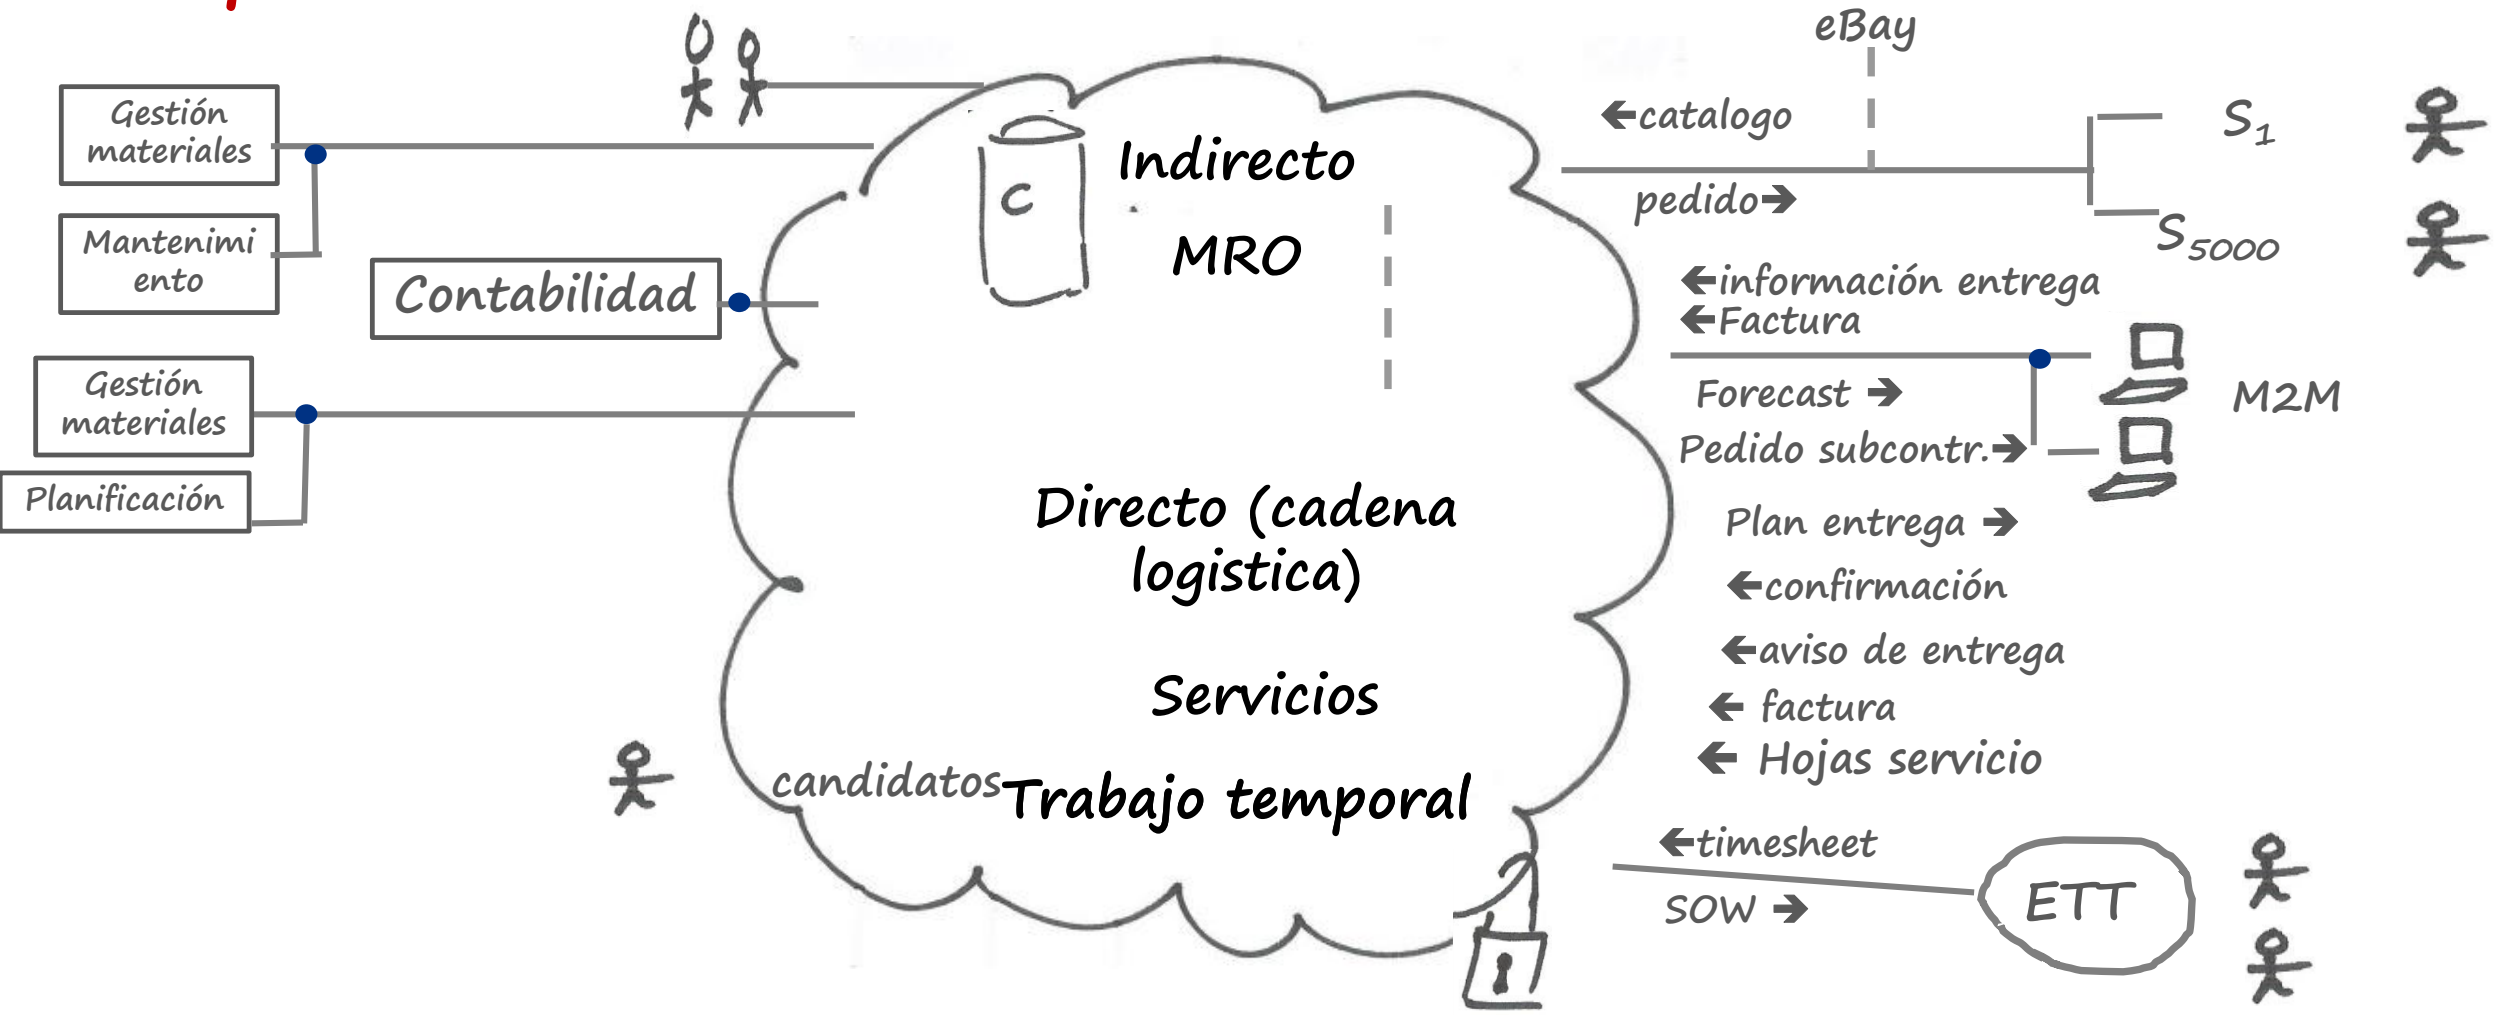 Gestión
materiales
Mantenimi
ento
Contabilidad
Gestión
materiales
Planificación
C
Indirecto
MRO
Directo (cadena
logistica)
Servicios
candidatos
Trabajo temporal
eBay
←catalogo
pedido→
S1
S5000
←información entrega
←Factura
Forecast →
Pedido subcontr.→
M2M
Plan entrega →
←confirmación
←aviso de entrega
← factura
← Hojas servicio
←timesheet
SOW →
ETT